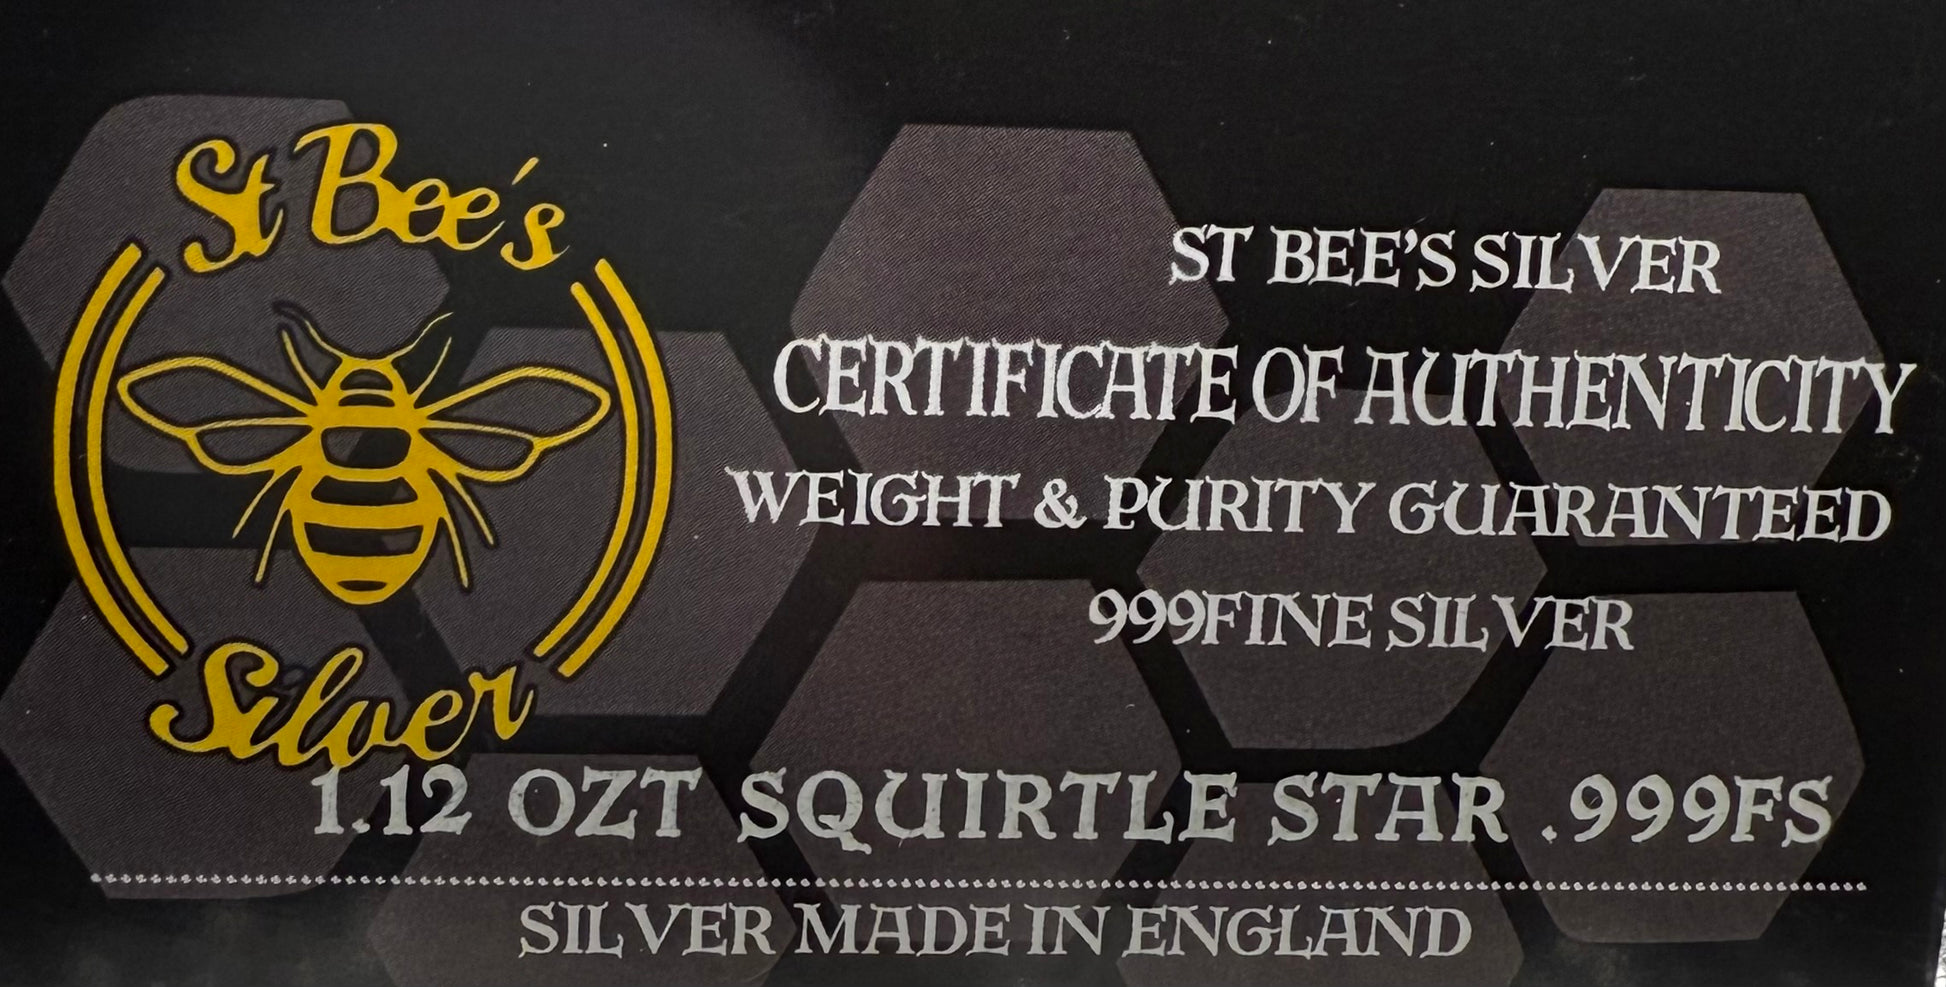 St Bee's
Silver
ST BEE'S SILVER
CERTIFICATE OF AUTHENTICITY
WEIGHT & PURITY GUARANTEED
999FINE SILVER
1.12 OZT SQUIRTLE STAR .999FS
SILVER MADE IN ENGLAND